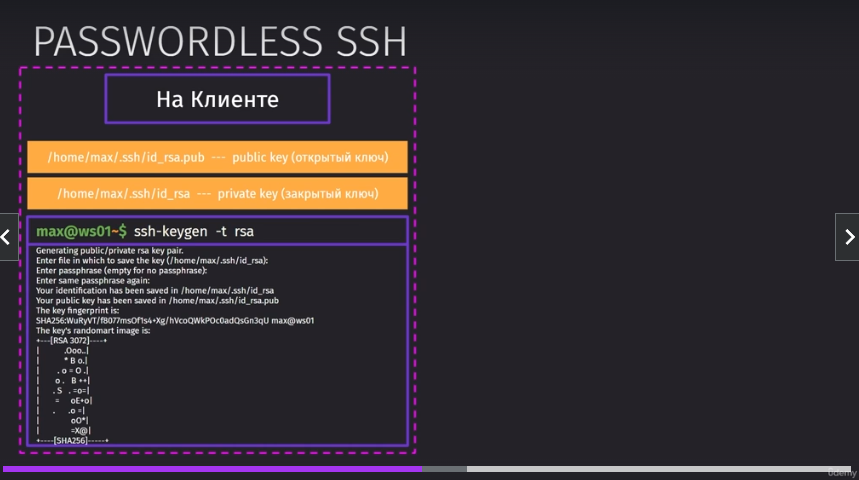 PASSWORDLESS SSH
На Клиенте
/home/max/.ssh/id_rsa.pub --- public key (открытый ключ)
/home/max/.ssh/id_rsa --- private key (закрытый ключ)
max@ws01~$ ssh-keygen -t rsa
Generating public/private rsa key pair.
Enter file in which to save the key (/home/max/.ssh/id_rsa):
Enter passphrase (empty for no passphrase):
Enter same passphrase again:
Your identification has been saved in /home/max/.ssh/id_rsa
Your public key has been saved in /home/max/.ssh/id_rsa.pub
The key fingerprint is:
SHA256:WuRyVT/f8077msOf1s4+Xg/hVcoQWkPOc0adQsGn3qU max@ws01
The key's randomart image is:
+---[RSA 3072]----+
| .Ooo..|
| * B o.|
| . o = O .|
| o . B ++|
| . S . =o=|
| = oE+o|
| . .o =|
| oO*|
| =X@|
+----[SHA256]-----+
ûdemy